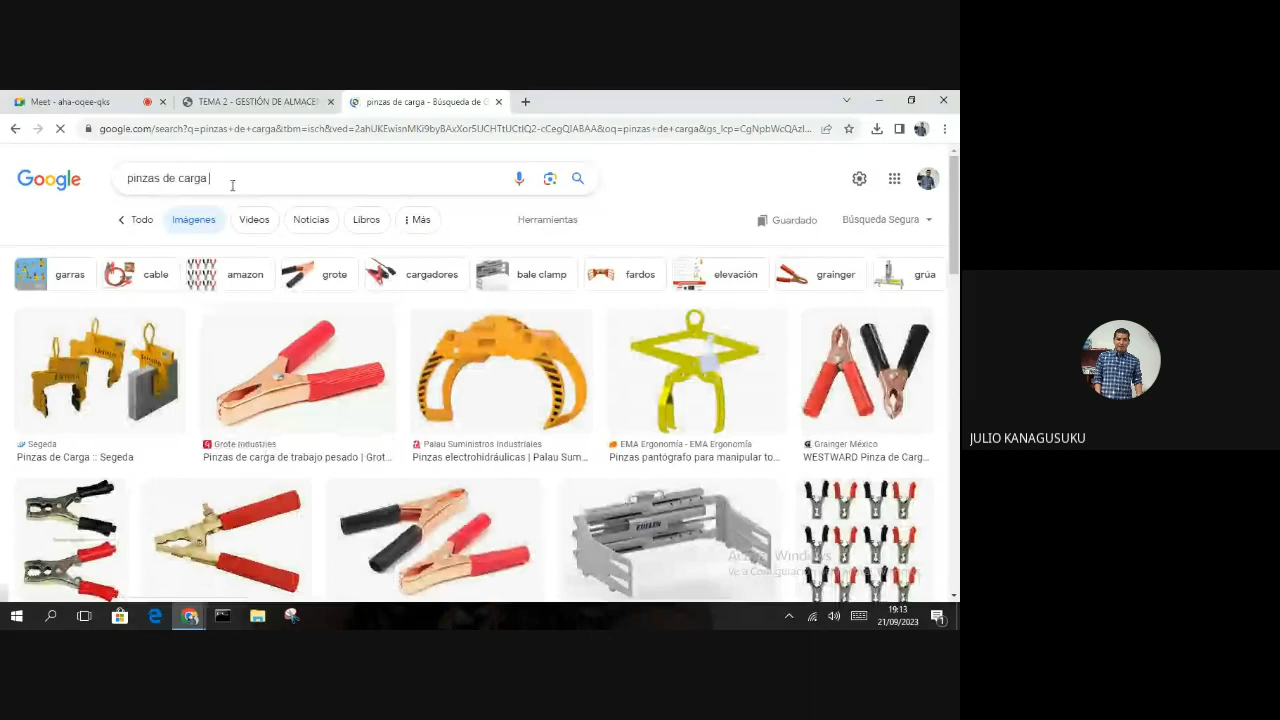 Meet - aha-oqee-qks
TEMA 2 - GESTIÓN DE ALMACEN
pinzas de carga - Búsqueda de G
google.com/search?q=pinzas+de+carga&tbm=isch&ved=2ahUKEwisnMKi9byBAxXor5UCHTtUCtIQ2-cCegQIABAA&oq=pinzas+de+carga&gs_lcp=CgNpbWcQAzI...
Google
pinzas de carga
Todo
Imágenes
Videos
Noticias
Libros
Más
Herramientas
Guardado
Búsqueda Segura
garras
cable
amazon
grote
cargadores
bale clamp
fardos
elevación
grainger
grúa
Segeda
Pinzas de Carga :: Segeda
Grote Industries
Pinzas de carga de trabajo pesado | Grot...
Palau Suministros Industriales
Pinzas electrohidráulicas | Palau Sum...
EMA Ergonomía - EMA Ergonomía
Pinzas pantógrafo para manipular to...
Grainger México
WESTWARD Pinza de Carg...
Activar Windows
19:13
21/09/2023
JULIO KANAGUSUKU